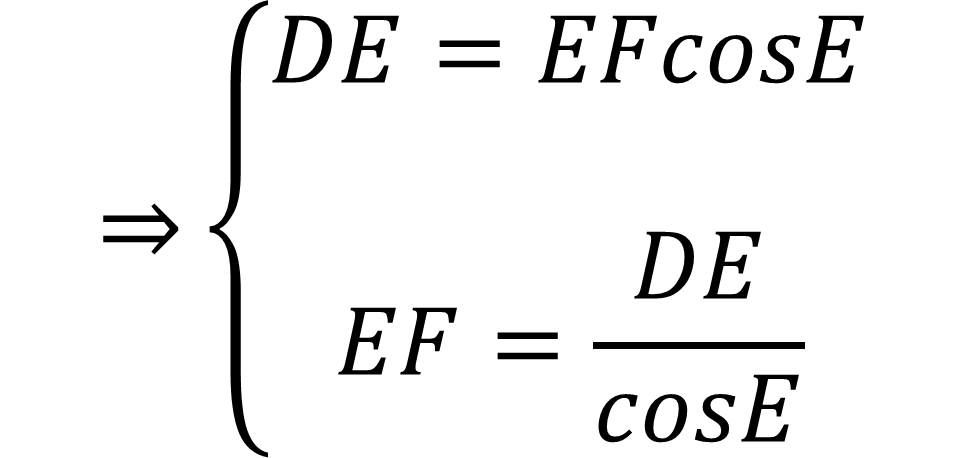 ⇒ { DE = EFcosE
EF = DE / cosE